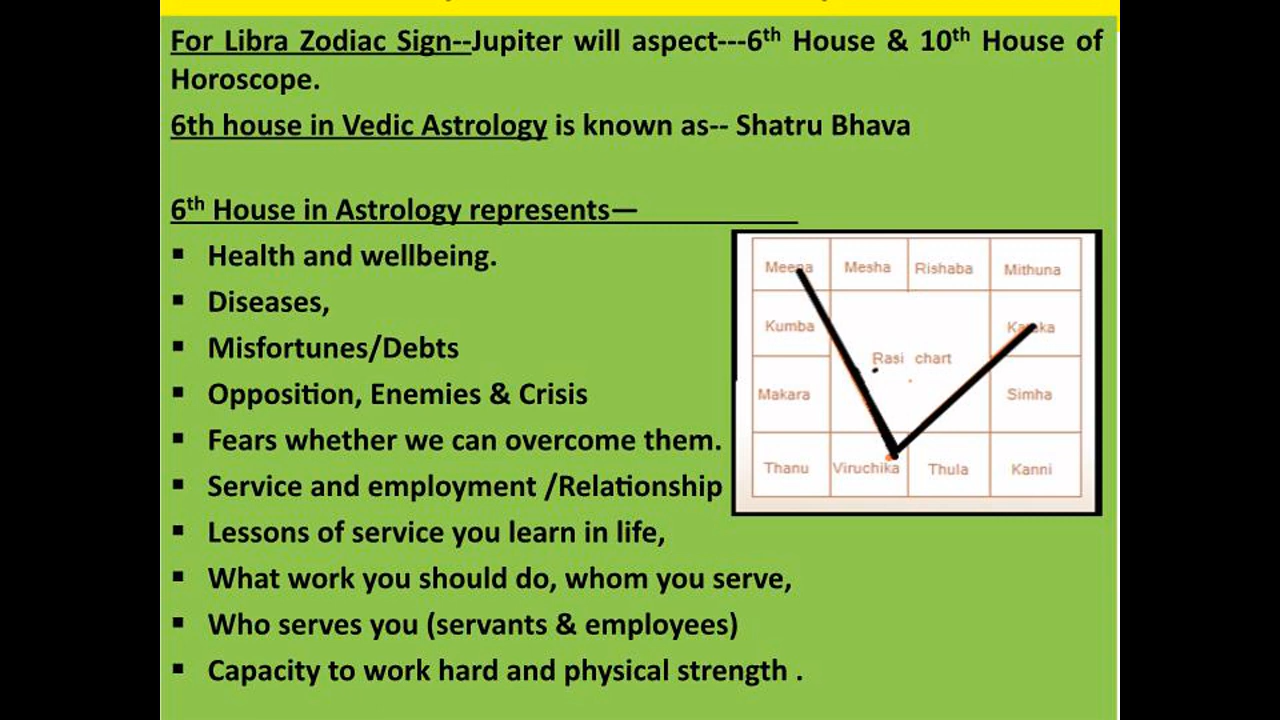 For Libra Zodiac Sign--Jupiter will aspect---6th House & 10th House of
Horoscope.
6th house in Vedic Astrology is known as-- Shatru Bhava
6th House in Astrology represents—
▪ Health and wellbeing.
▪ Diseases,
▪ Misfortunes/Debts
▪ Opposition, Enemies & Crisis
▪ Fears whether we can overcome them.
▪ Service and employment /Relationship
▪ Lessons of service you learn in life,
▪ What work you should do, whom you serve,
▪ Who serves you (servants & employees)
▪ Capacity to work hard and physical strength .
Meena Mesha Rishaba Mithuna
Kumba
Rasi chart
Makara Simha
Thanu Viruchika Thula Kanni